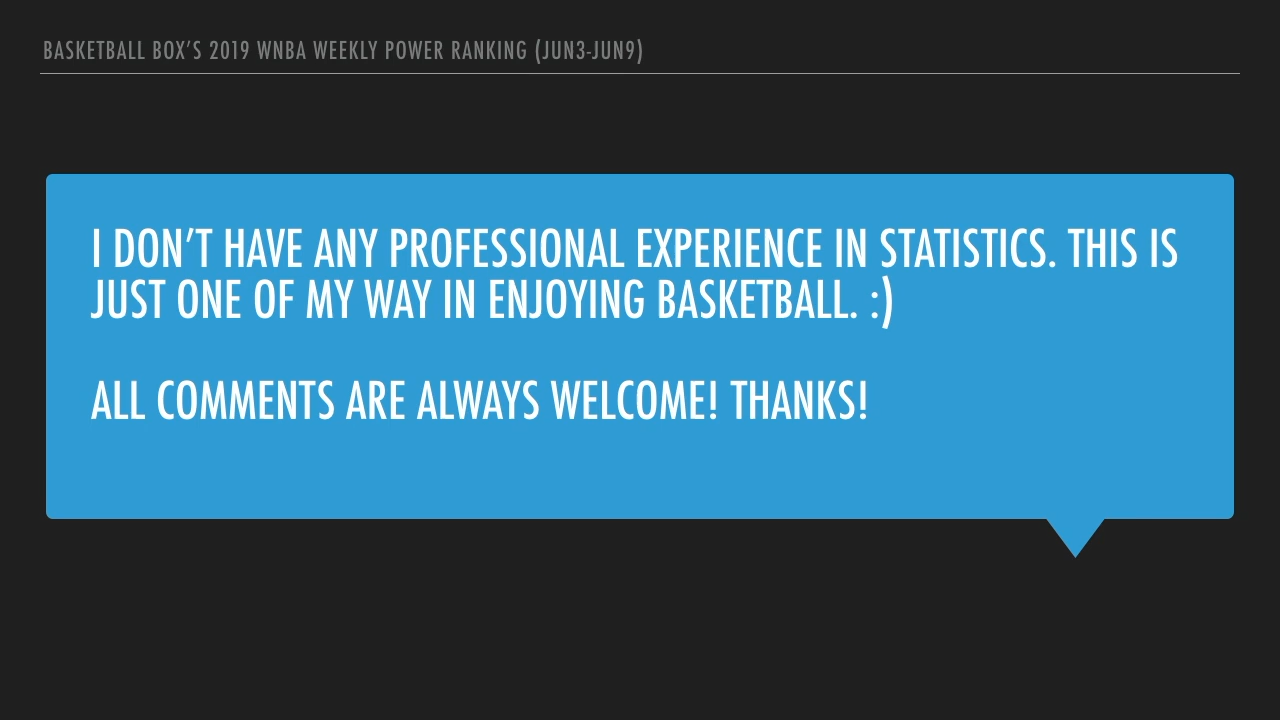 BASKETBALL BOX'S 2019 WNBA WEEKLY POWER RANKING (JUN3-JUN9)
I DON'T HAVE ANY PROFESSIONAL EXPERIENCE IN STATISTICS. THIS IS
JUST ONE OF MY WAY IN ENJOYING BASKETBALL. :)
ALL COMMENTS ARE ALWAYS WELCOME! THANKS!